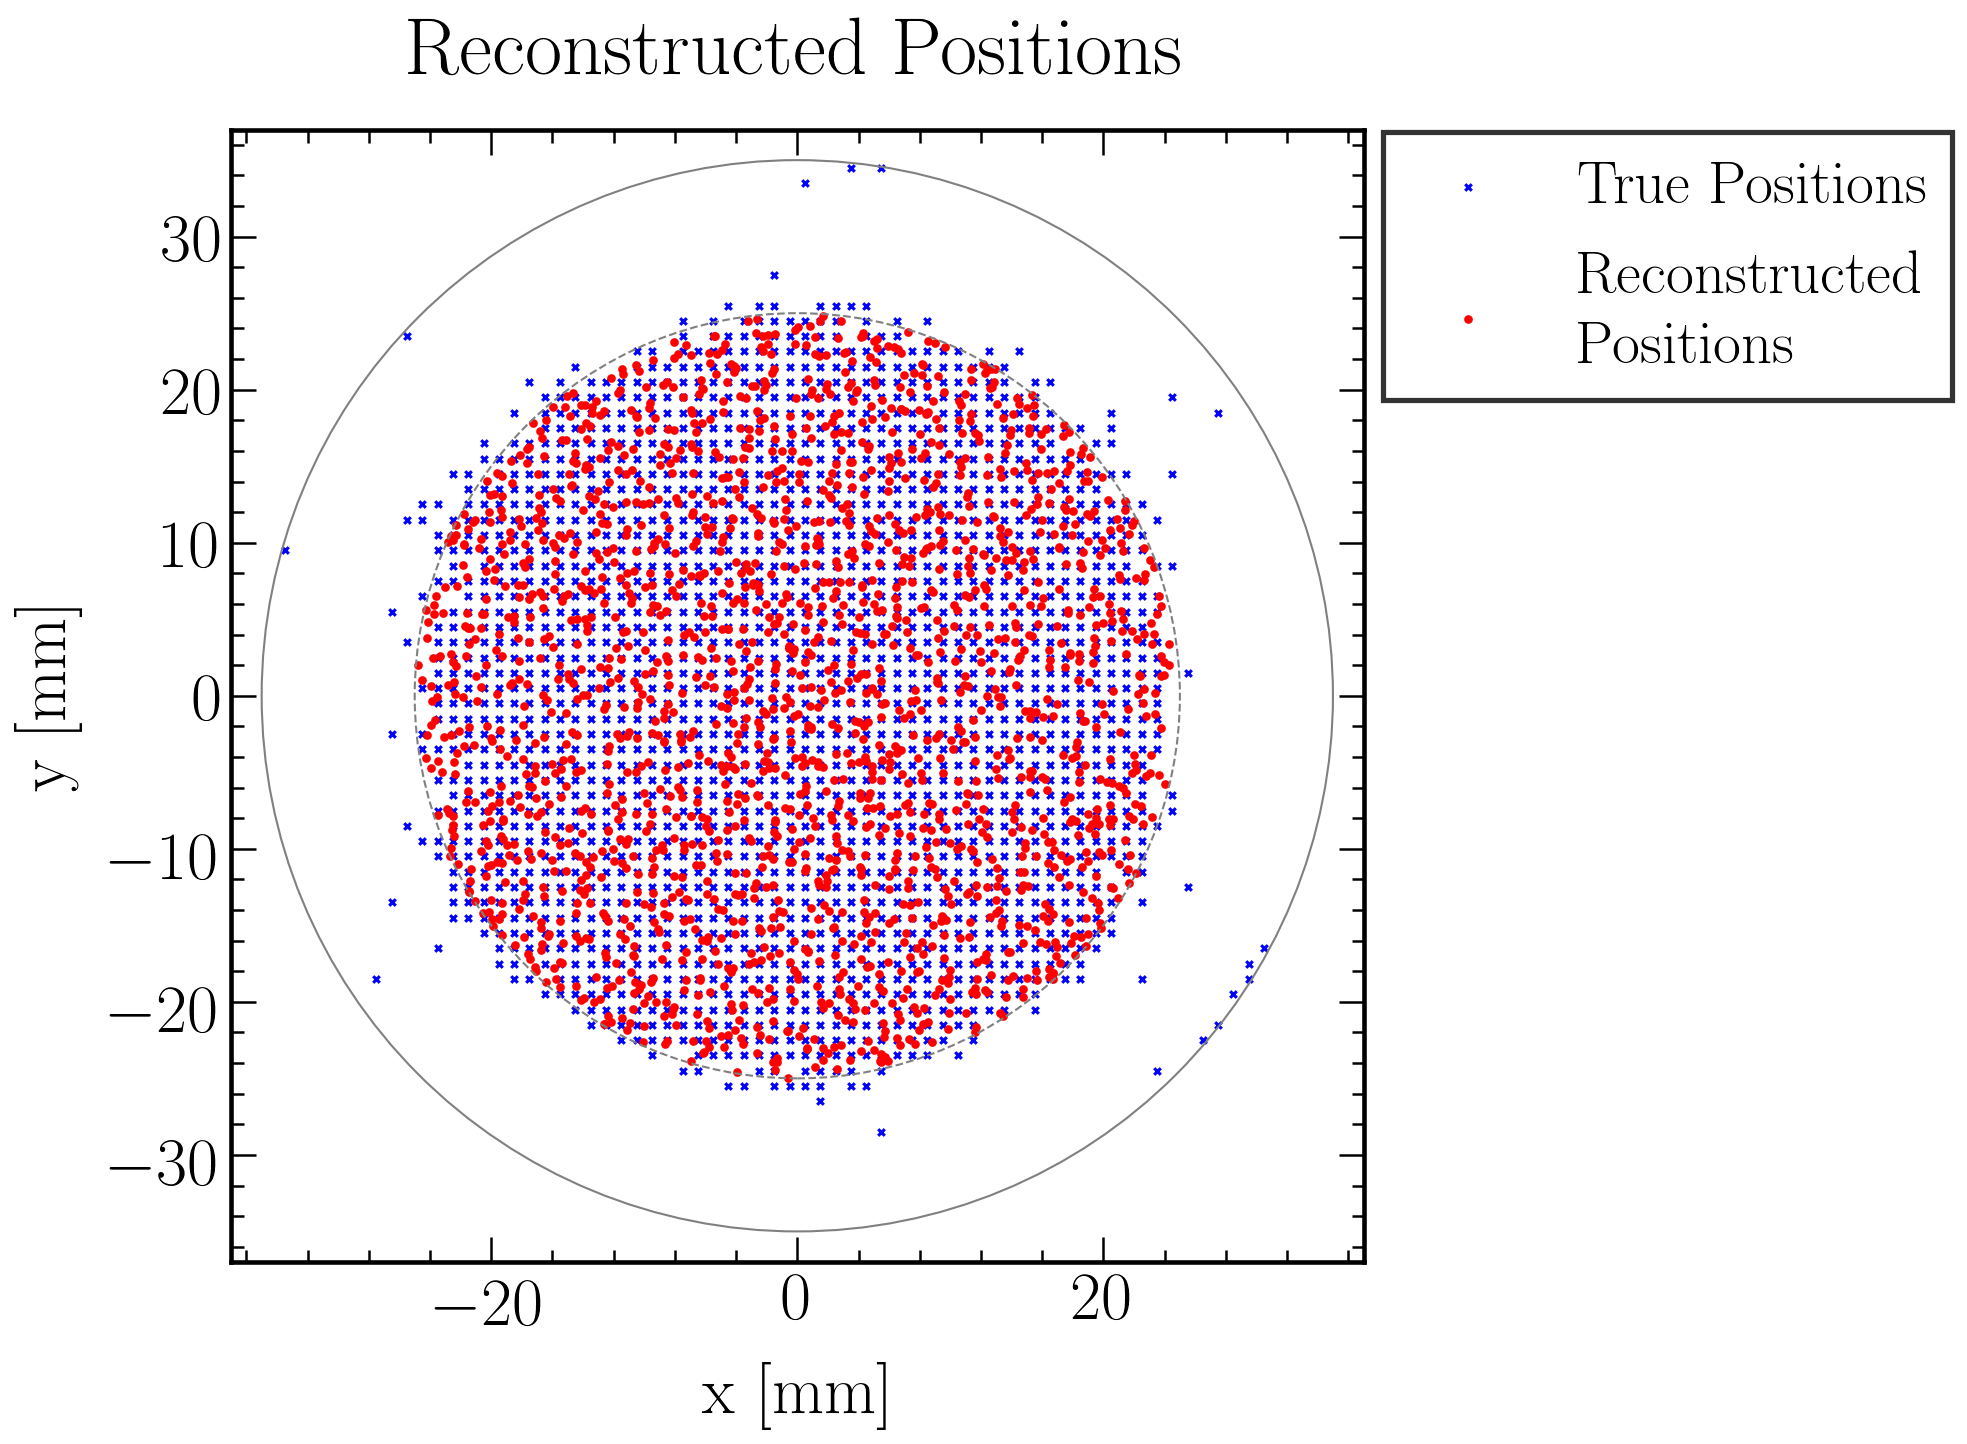 Reconstructed Positions
True Positions
Reconstructed
Positions
y [mm]
30
20
10
0
−10
−20
−30
−20 0 20
x [mm]